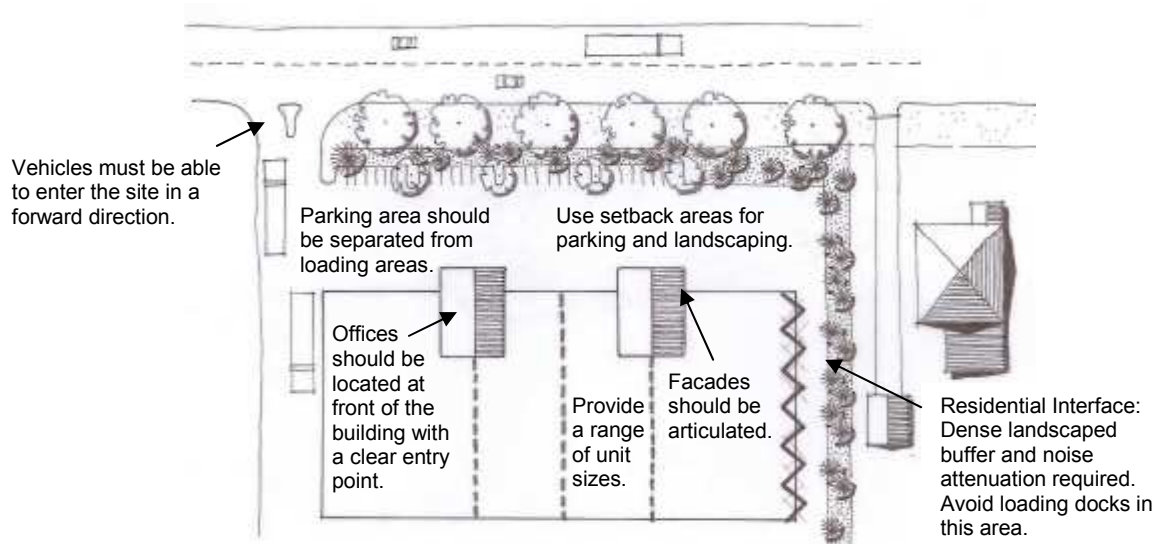 Vehicles must be able
to enter the site in a
forward direction.
Parking area should
be separated from
loading areas.
Use setback areas for
parking and landscaping.
Offices
should be
located at
front of the
building with
a clear entry
point.
Provide
a range
of unit
sizes.
Facades
should be
articulated.
Residential Interface:
Dense landscaped
buffer and noise
attenuation required.
Avoid loading docks in
this area.